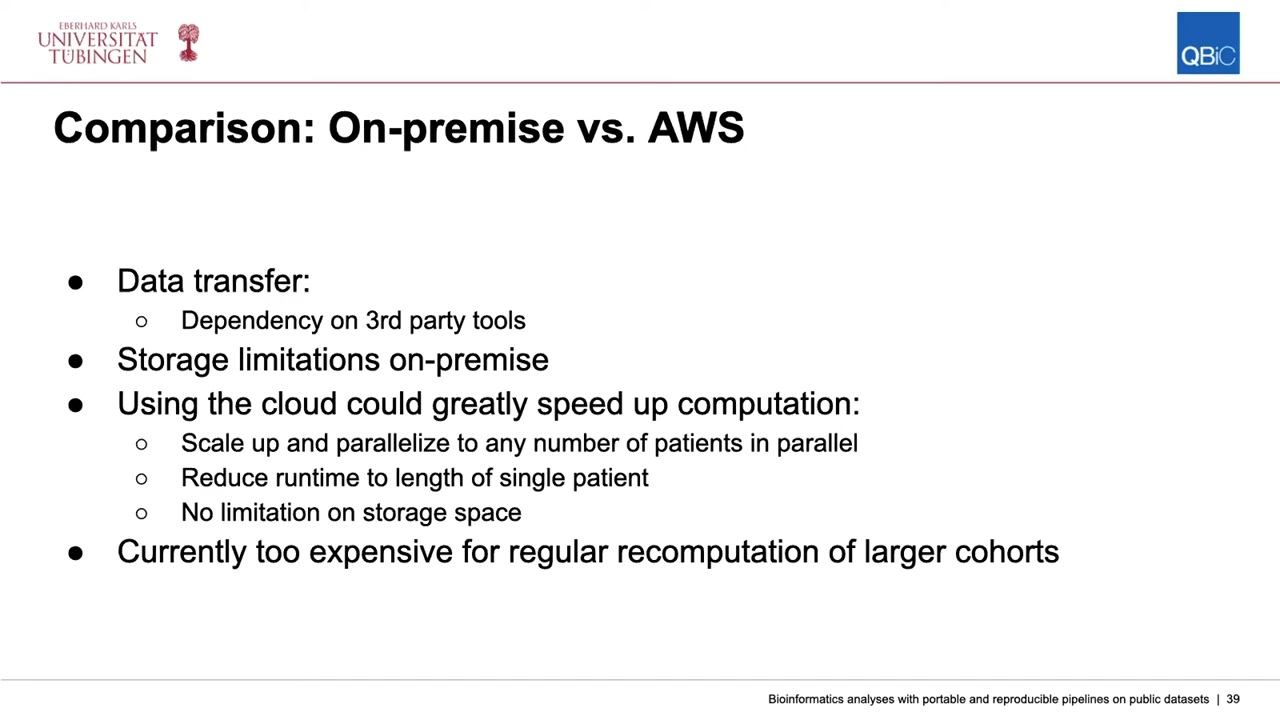 EBERHARD KARLS
UNIVERSITÄT
TÜBINGEN
QBiC
Comparison: On-premise vs. AWS
● Data transfer:
○ Dependency on 3rd party tools
● Storage limitations on-premise
● Using the cloud could greatly speed up computation:
○ Scale up and parallelize to any number of patients in parallel
○ Reduce runtime to length of single patient
○ No limitation on storage space
● Currently too expensive for regular recomputation of larger cohorts
Bioinformatics analyses with portable and reproducible pipelines on public datasets | 39